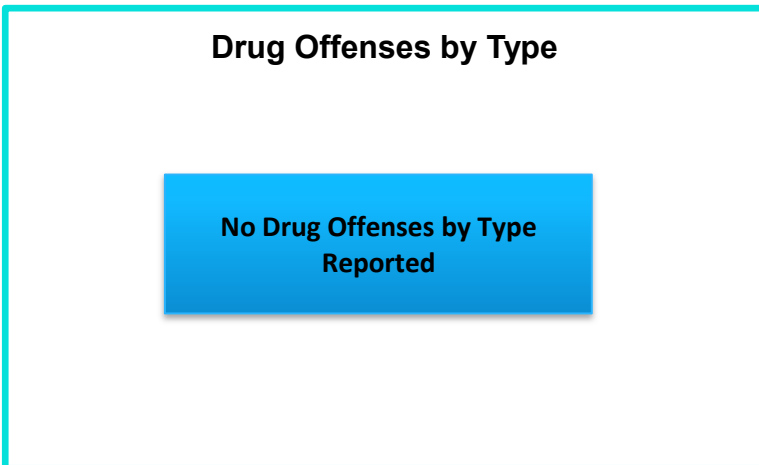 Drug Offenses by Type
No Drug Offenses by Type
Reported